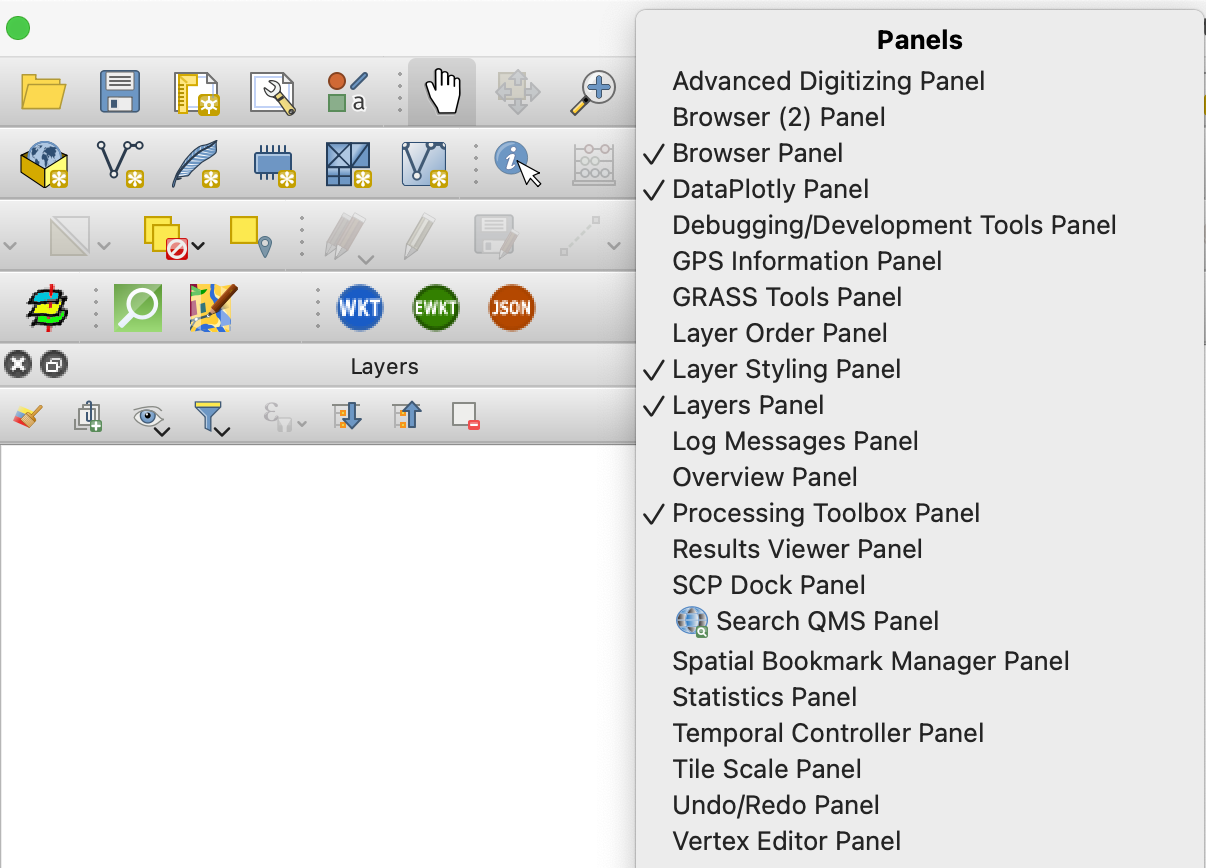 Panels
Advanced Digitizing Panel
Browser (2) Panel
Browser Panel
DataPlotly Panel
Debugging/Development Tools Panel
GPS Information Panel
GRASS Tools Panel
Layer Order Panel
Layer Styling Panel
Layers Panel
Log Messages Panel
Overview Panel
Processing Toolbox Panel
Results Viewer Panel
SCP Dock Panel
Search QMS Panel
Spatial Bookmark Manager Panel
Statistics Panel
Temporal Controller Panel
Tile Scale Panel
Undo/Redo Panel
Vertex Editor Panel
a
WKT EWKT JSON
Layers
ε